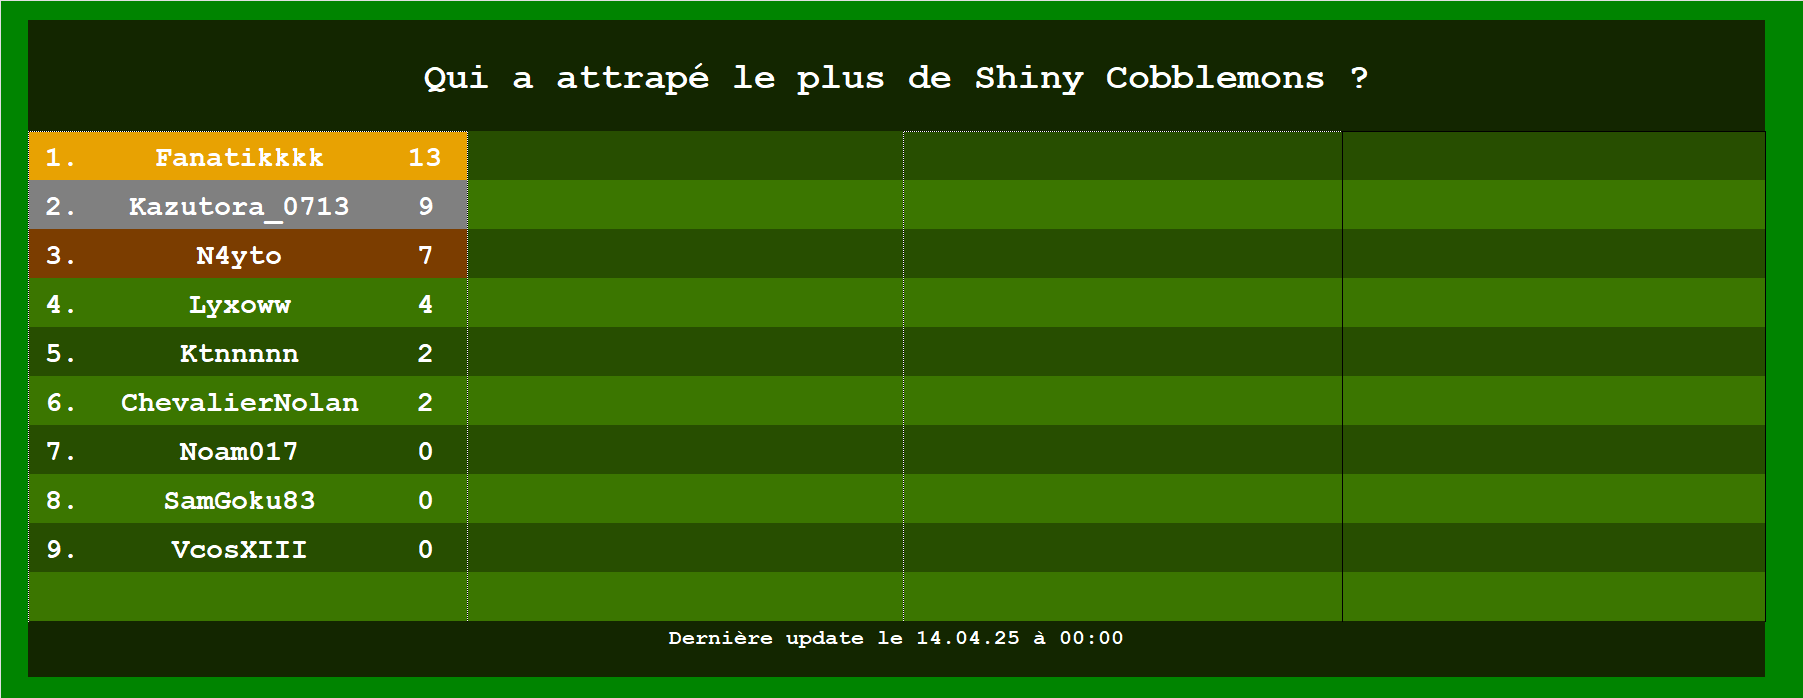 Qui a attrapé le plus de Shiny Cobblemons ?
1. Fanatikkkk 13
2. Kazutora_0713 9
3. N4yto 7
4. Lyxoww 4
5. Ktnnnnn 2
6. ChevalierNolan 2
7. Noam017 0
8. SamGoku83 0
9. VcosXIII 0
Dernière update le 14.04.25 à 00:00